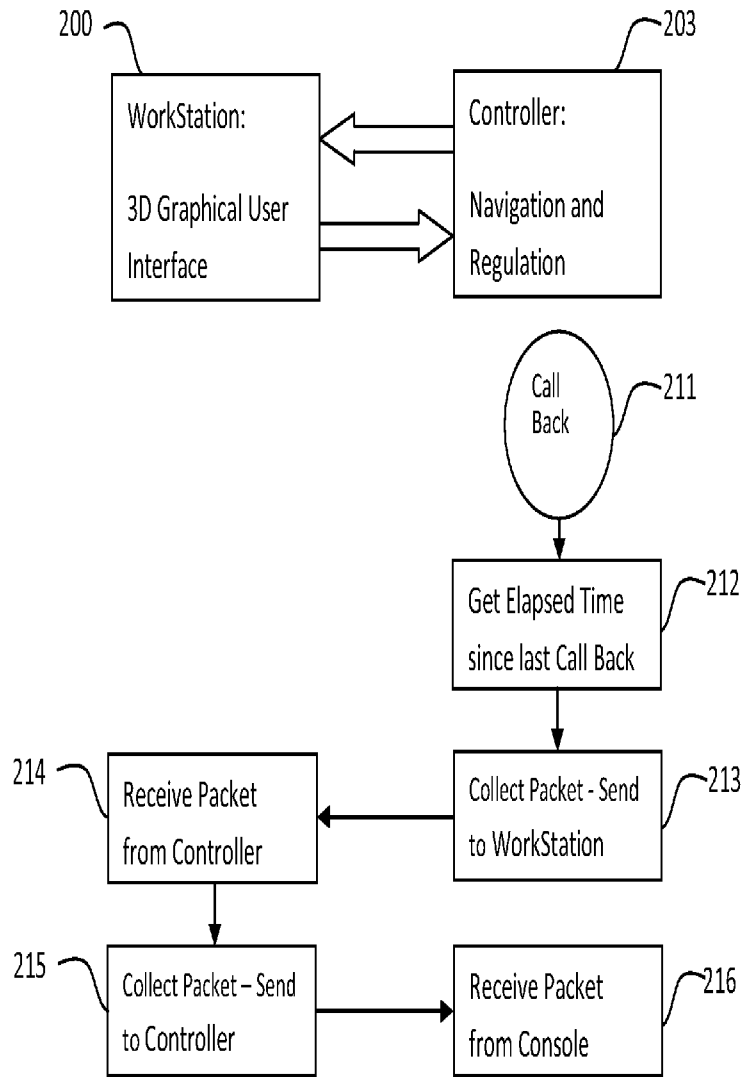 200
203
WorkStation:
3D Graphical User
Interface
Controller:
Navigation and
Regulation
Call
Back
211
Get Elapsed Time
since last Call Back
212
Collect Packet - Send
to WorkStation
213
214
Receive Packet
from Controller
215
Collect Packet – Send
to Controller
Receive Packet
from Console
216